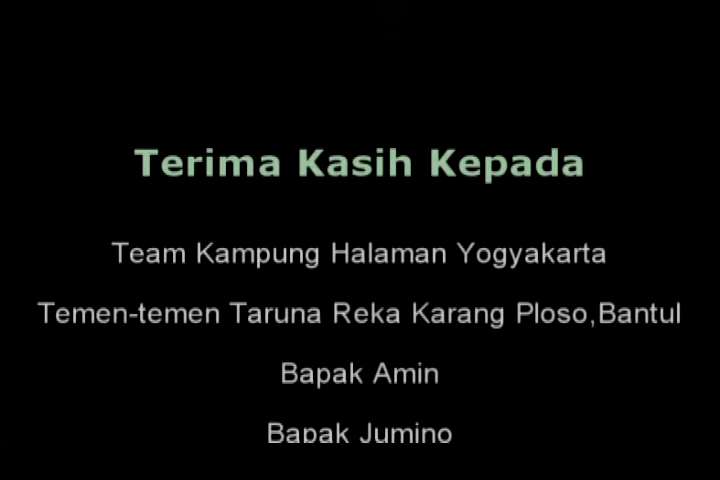 Terima Kasih Kepada
Team Kampung Halaman Yogyakarta
Temen-temen Taruna Reka Karang Ploso,Bantul
Bapak Amin
Bapak Jumino